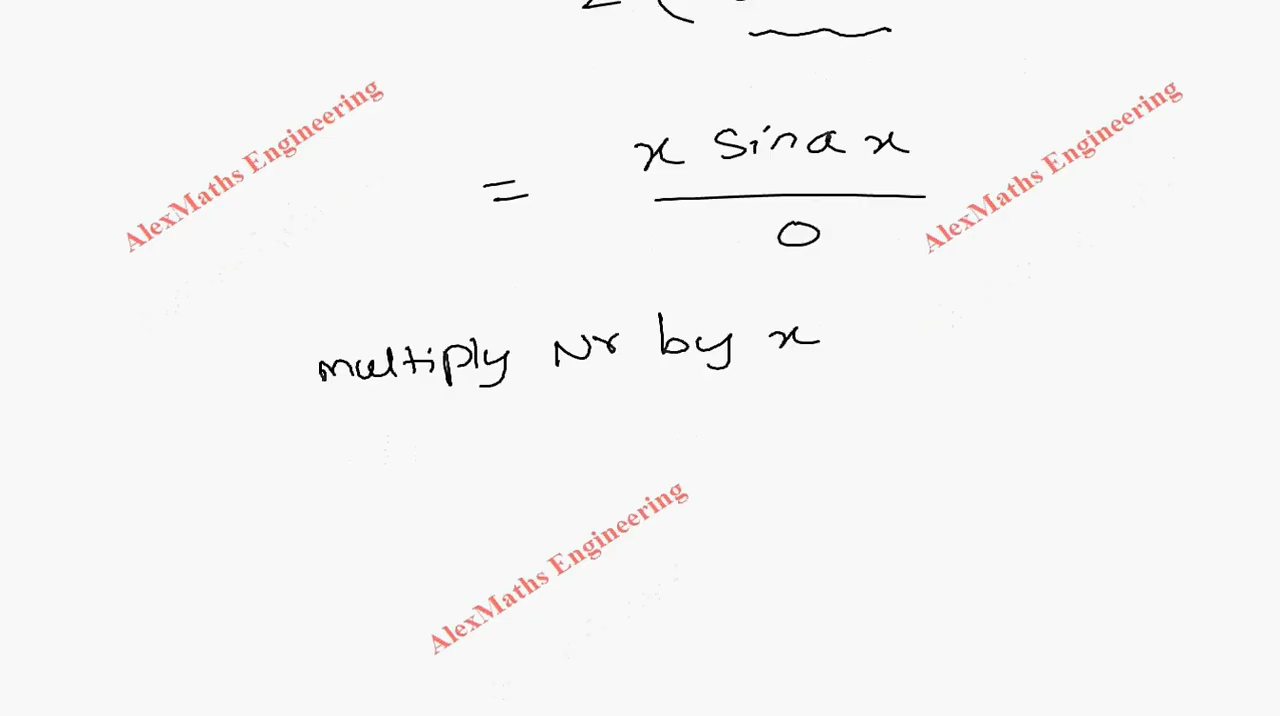 x sin a x
=
0
multiply Nr by x
AlexMaths Engineering
AlexMaths Engineering
AlexMaths Engineering